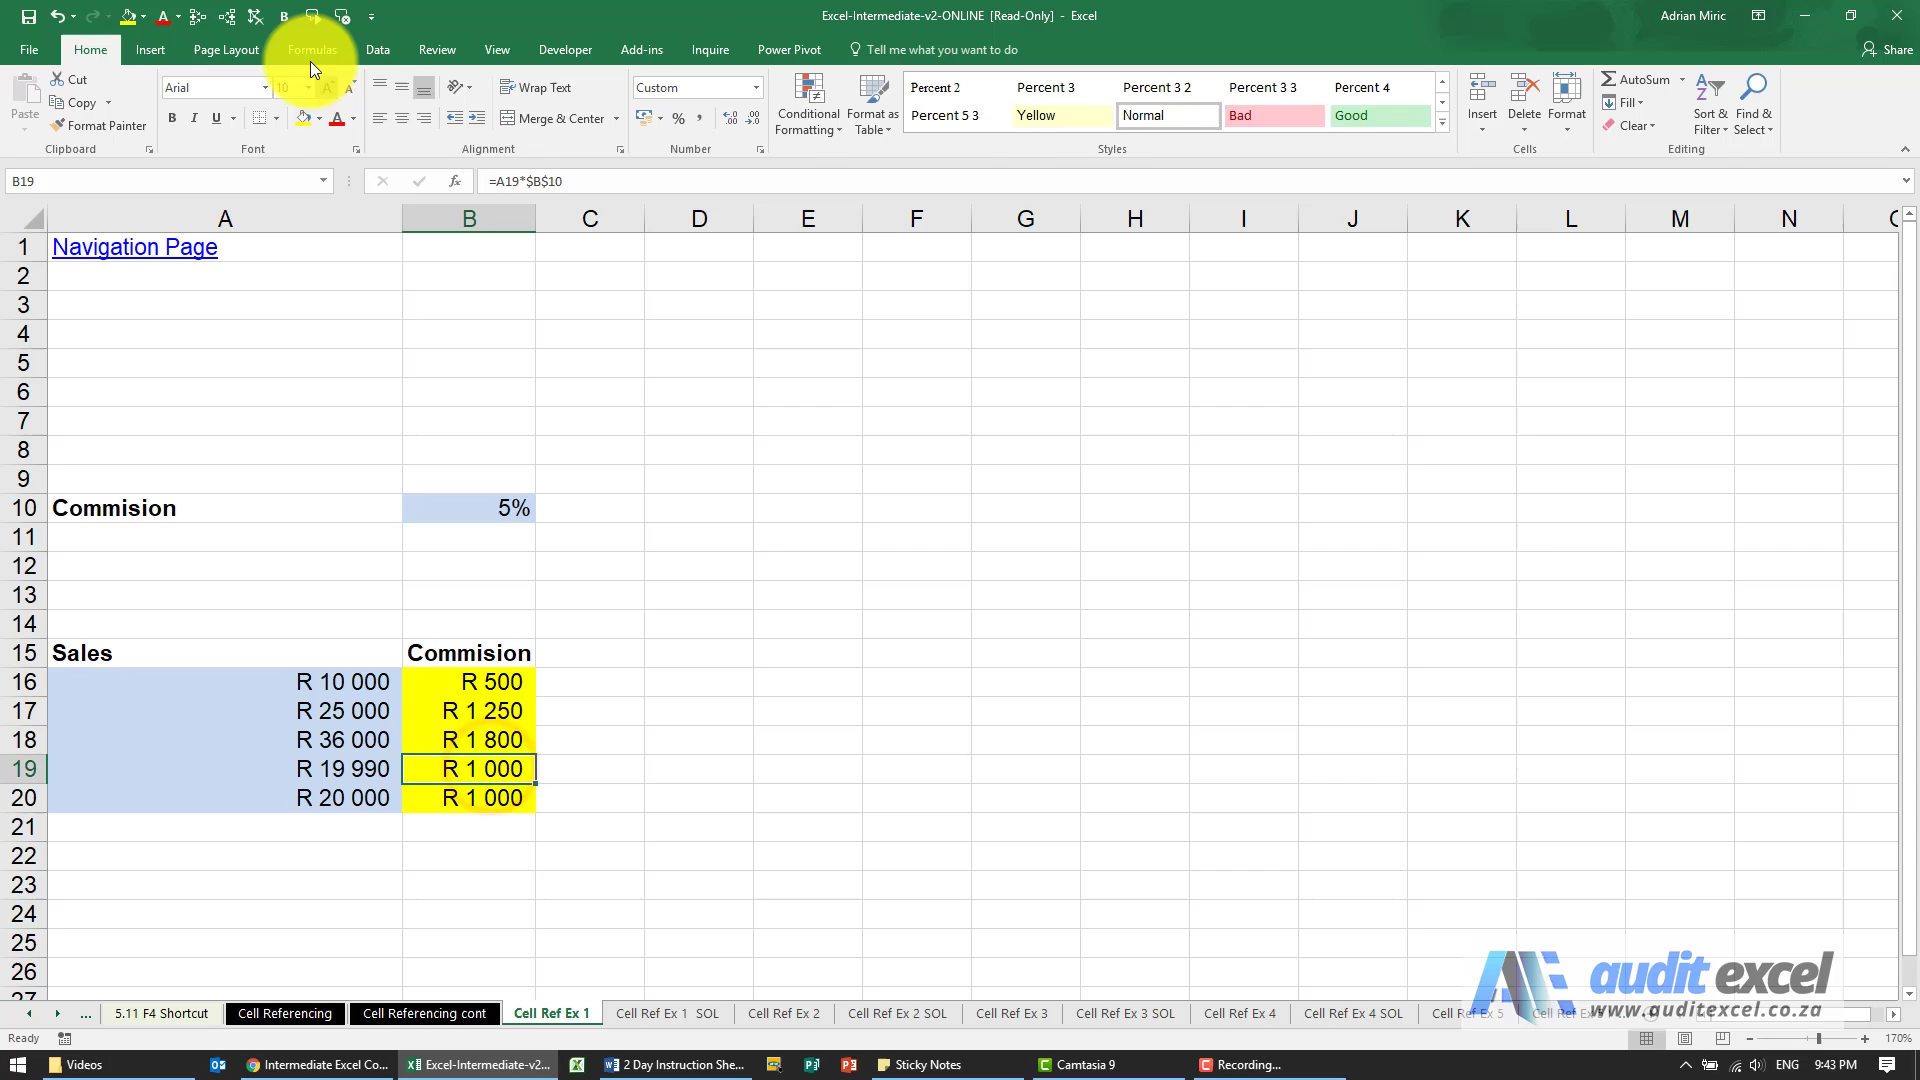 Excel-Intermediate-v2-ONLINE [Read-Only] - Excel
Adrian Miric
File Home Insert Page Layout Formulas Data Review View Developer Add-ins Inquire Power Pivot Tell me what you want to do Share
Paste Cut Copy Format Painter Clipboard
Arial 10 B I U Font
Wrap Text Merge & Center Alignment
Custom % Number
Conditional Formatting Format as Table
Percent 2 Percent 3 Percent 3 2 Percent 3 3 Percent 4
Percent 5 3 Yellow Normal Bad Good
Styles
Insert Delete Format Cells
AutoSum Fill Clear Sort & Filter Find & Select Editing
B19 fx =A19*$B$10
A B C D E F G H I J K L M N
1 Navigation Page
2
3
4
5
6
7
8
9
10 Commision 5%
11
12
13
14
15 Sales Commision
16 R 10 000 R 500
17 R 25 000 R 1 250
18 R 36 000 R 1 800
19 R 19 990 R 1 000
20 R 20 000 R 1 000
21
22
23
24
25
26
27
audit excel
www.auditexcel.co.za
... 5.11 F4 Shortcut Cell Referencing Cell Referencing cont Cell Ref Ex 1 Cell Ref Ex 1 SOL Cell Ref Ex 2 Cell Ref Ex 2 SOL Cell Ref Ex 3 Cell Ref Ex 3 SOL Cell Ref Ex 4 Cell Ref Ex 4 SOL Cell Ref Ex 5
Ready 170%
Videos Intermediate Excel Co... Excel-Intermediate-v2... 2 Day Instruction She... Sticky Notes Camtasia 9 Recording... ENG 9:43 PM